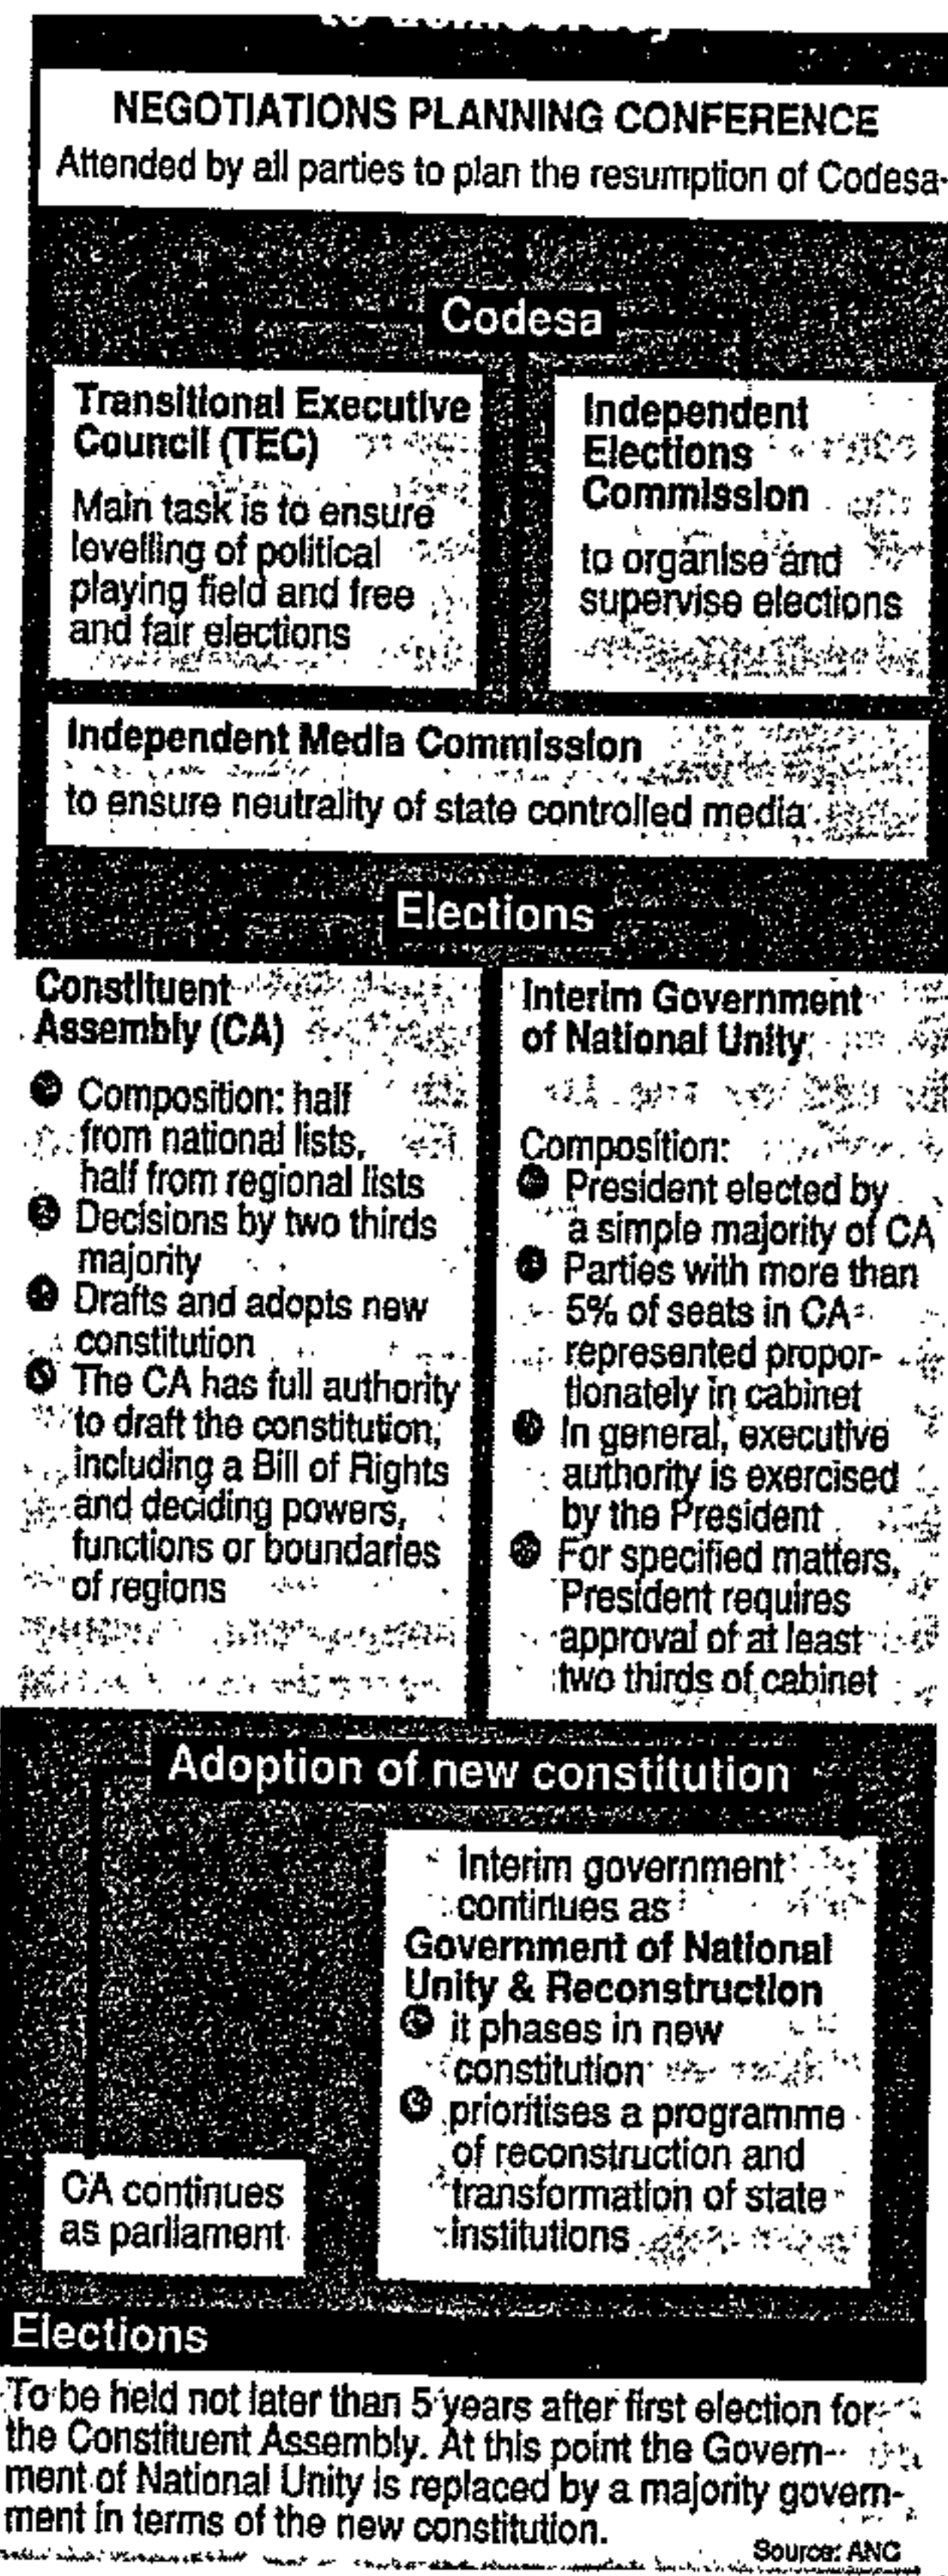 NEGOTIATIONS PLANNING CONFERENCE
Attended by all parties to plan the resumption of Codesa
Codesa
Transitional Executive
Council (TEC)
Main task is to ensure
levelling of political
playing field and free
and fair elections
Independent
Elections
Commission
to organise and
supervise elections
Independent Media Commission
to ensure neutrality of state controlled media
Elections
Constituent
Assembly (CA)
Composition: half
from national lists,
half from regional lists
Decisions by two thirds
majority
Drafts and adopts new
constitution
The CA has full authority
to draft the constitution,
including a Bill of Rights
and deciding powers,
functions or boundaries
of regions
Interim Government
of National Unity
Composition:
President elected by
a simple majority of CA
Parties with more than
5% of seats in CA
represented propor-
tionately in cabinet
In general, executive
authority is exercised
by the President
For specified matters,
President requires
approval of at least
two thirds of cabinet
Adoption of new constitution
Interim government
continues as
Government of National
Unity & Reconstruction
it phases in new
constitution
prioritises a programme
of reconstruction and
transformation of state
institutions
CA continues
as parliament
Elections
To be held not later than 5 years after first election for
the Constituent Assembly. At this point the Govern-
ment of National Unity is replaced by a majority govern-
ment in terms of the new constitution.
Source: ANC